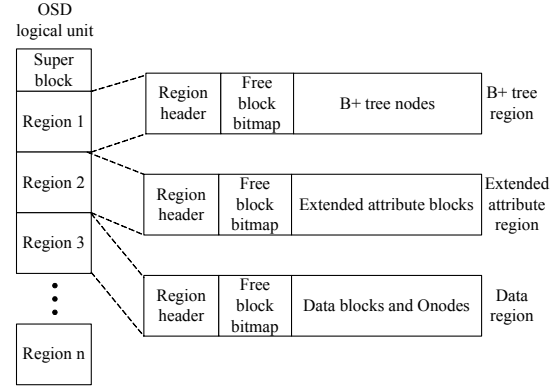 OSD
logical unit
Super
block
Region 1
Region 2
Region 3
Region n
Region
header
Free
block
bitmap
B+ tree nodes
B+ tree
region
Region
header
Free
block
bitmap
Extended attribute blocks
Extended
attribute
region
Region
header
Free
block
bitmap
Data blocks and Onodes
Data
region